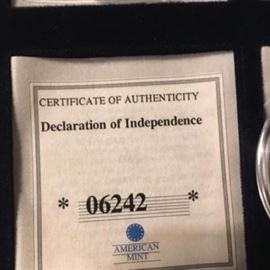 CERTIFICATE OF AUTHENTICITY
Declaration of Independence
* 06242 *
AMERICAN
MINT